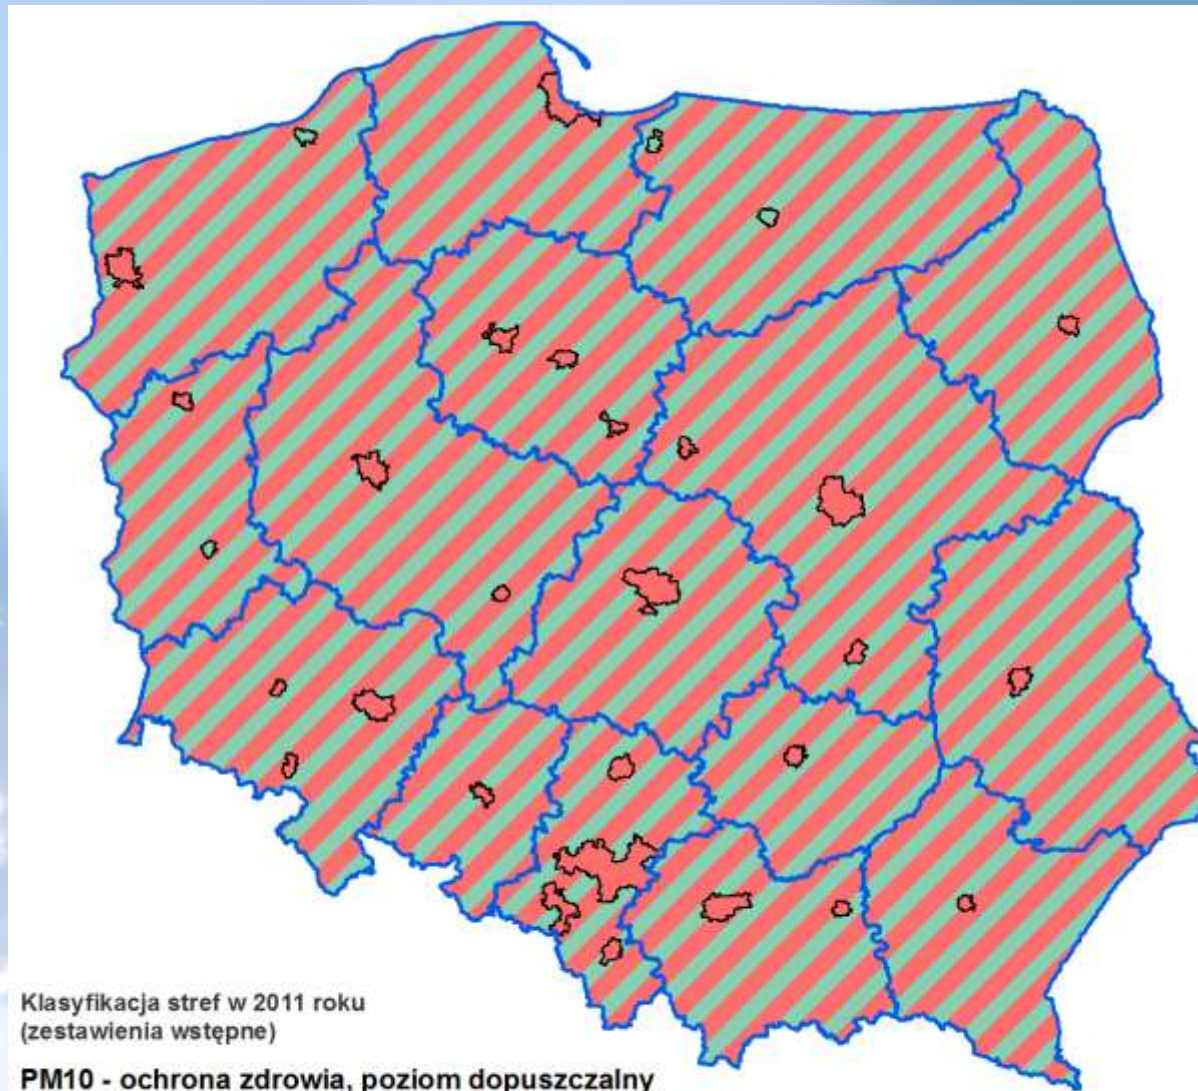 Klasyfikacja stref w 2011 roku
(zestawienia wstępne)
PM10 - ochrona zdrowia, poziom dopuszczalny